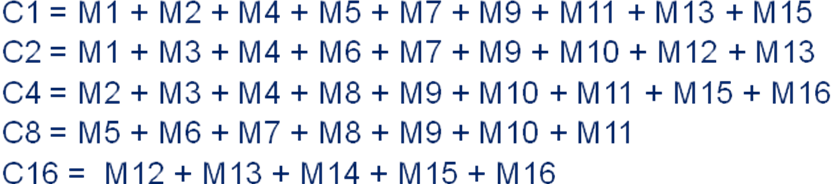 C1 = M1 + M2 + M4 + M5 + M7 + M9 + M11 + M13 + M15
C2 = M1 + M3 + M4 + M6 + M7 + M9 + M10 + M12 + M13
C4 = M2 + M3 + M4 + M8 + M9 + M10 + M11 + M15 + M16
C8 = M5 + M6 + M7 + M8 + M9 + M10 + M11
C16 = M12 + M13 + M14 + M15 + M16